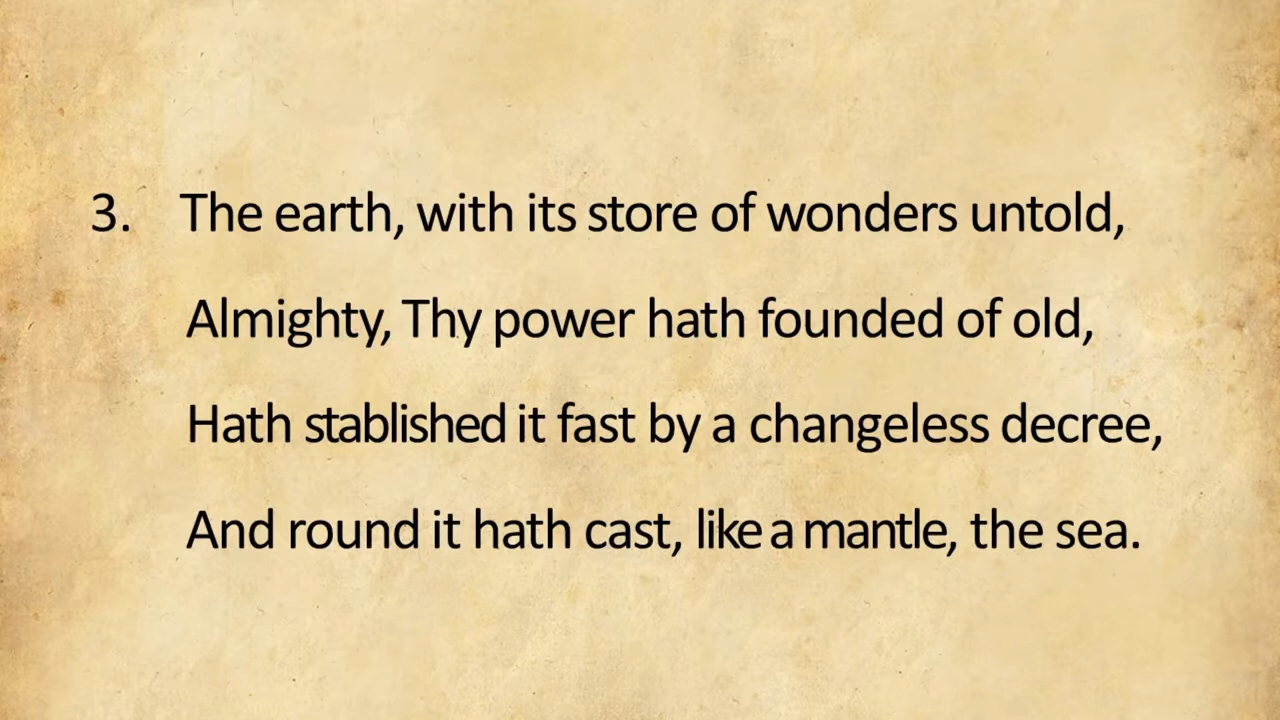 3. The earth, with its store of wonders untold,
Almighty, Thy power hath founded of old,
Hath stablished it fast by a changeless decree,
And round it hath cast, like a mantle, the sea.